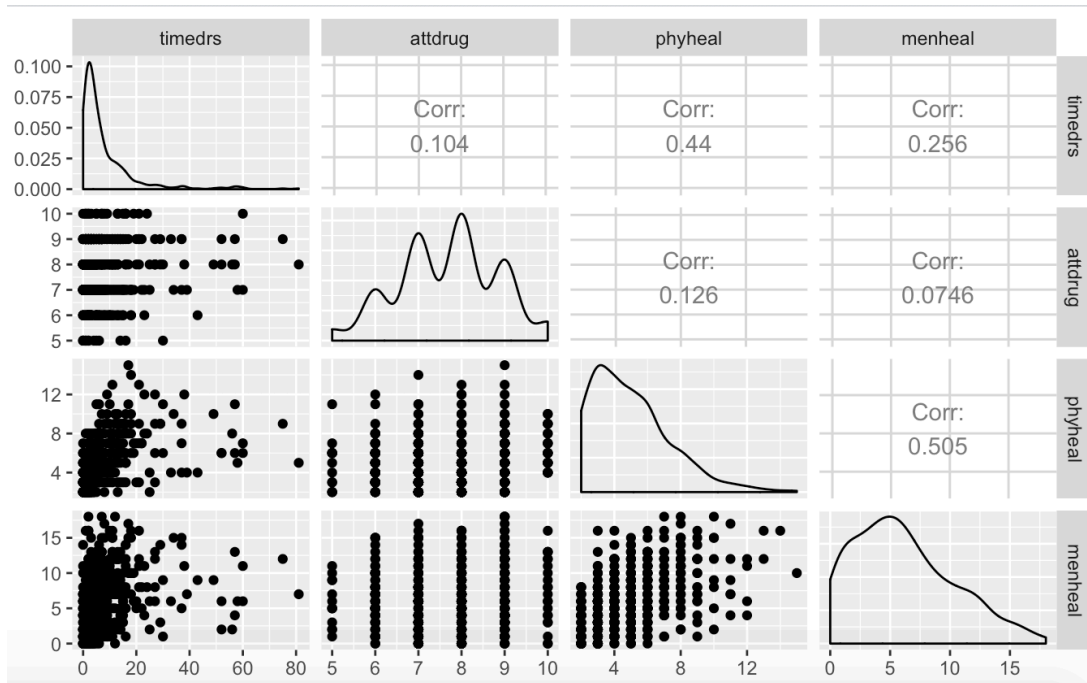 timedrs attdrug phyheal menheal
0.100
0.075
0.050
0.025
0.000
Corr:
0.104
Corr:
0.44
Corr:
0.256
timedrs
10
9
8
7
6
5
Corr:
0.126
Corr:
0.0746
attdrug
12
8
4
Corr:
0.505
phyheal
15
10
5
0
menheal
0 20 40 60 80 5 6 7 8 9 10 4 8 12 0 5 10 15